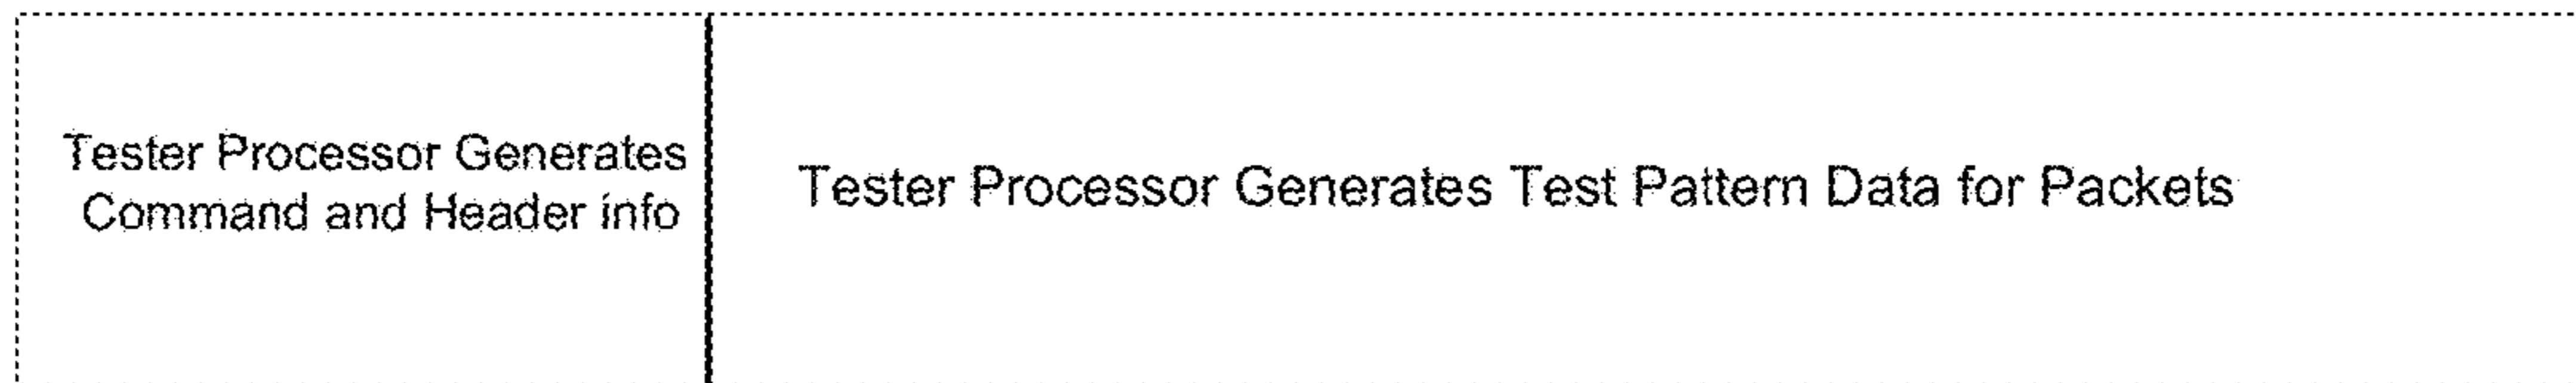 Tester Processor Generates
Command and Header info
Tester Processor Generates Test Pattern Data for Packets